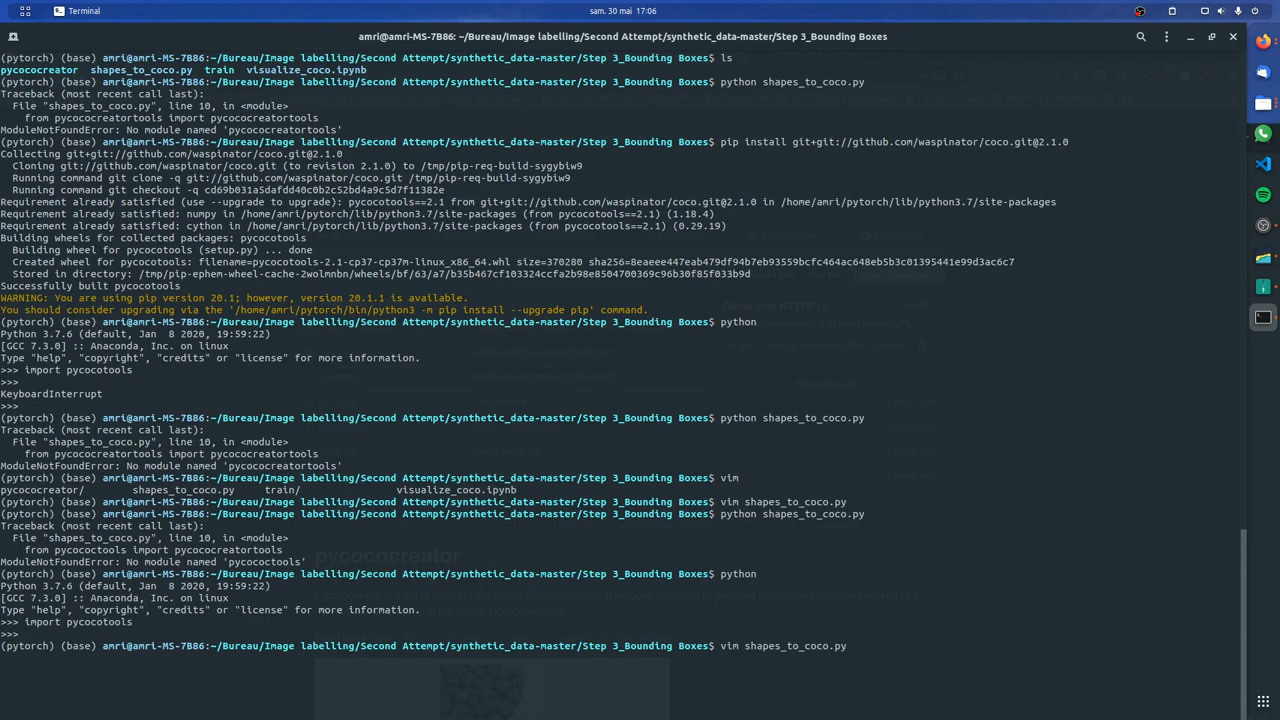 Terminal
sam. 30 mai 17:06
amri@amri-MS-7B86: ~/Bureau/Image labelling/Second Attempt/synthetic_data-master/Step 3_Bounding Boxes
(pytorch) (base) amri@amri-MS-7B86:~/Bureau/Image labelling/Second Attempt/synthetic_data-master/Step 3_Bounding Boxes$ ls
pycococreator  shapes_to_coco.py  train  visualize_coco.ipynb
(pytorch) (base) amri@amri-MS-7B86:~/Bureau/Image labelling/Second Attempt/synthetic_data-master/Step 3_Bounding Boxes$ python shapes_to_coco.py
Traceback (most recent call last):
  File "shapes_to_coco.py", line 10, in <module>
    from pycococreatortools import pycococreatortools
ModuleNotFoundError: No module named 'pycococreatortools'
(pytorch) (base) amri@amri-MS-7B86:~/Bureau/Image labelling/Second Attempt/synthetic_data-master/Step 3_Bounding Boxes$ pip install git+git://github.com/waspinator/coco.git@2.1.0
Collecting git+git://github.com/waspinator/coco.git@2.1.0
  Cloning git://github.com/waspinator/coco.git (to revision 2.1.0) to /tmp/pip-req-build-sygybiw9
  Running command git clone -q git://github.com/waspinator/coco.git /tmp/pip-req-build-sygybiw9
  Running command git checkout -q cd69b031a5dafdd40c0b2c52bd4a9c5d7f11382e
Requirement already satisfied (use --upgrade to upgrade): pycocotools==2.1 from git+git://github.com/waspinator/coco.git@2.1.0 in /home/amri/pytorch/lib/python3.7/site-packages
Requirement already satisfied: numpy in /home/amri/pytorch/lib/python3.7/site-packages (from pycocotools==2.1) (1.18.4)
Requirement already satisfied: cython in /home/amri/pytorch/lib/python3.7/site-packages (from pycocotools==2.1) (0.29.19)
Building wheels for collected packages: pycocotools
  Building wheel for pycocotools (setup.py) ... done
  Created wheel for pycocotools: filename=pycocotools-2.1-cp37-cp37m-linux_x86_64.whl size=370280 sha256=8eaeee447eab479df94b7eb93559bcfc464ac648eb5b3c01395441e99d3ac6c7
  Stored in directory: /tmp/pip-ephem-wheel-cache-2wolmnbn/wheels/bf/63/a7/b35b467cf103324ccfa2b98e8504700369c96b30f85f033b9d
Successfully built pycocotools
WARNING: You are using pip version 20.1; however, version 20.1.1 is available.
You should consider upgrading via the '/home/amri/pytorch/bin/python3 -m pip install --upgrade pip' command.
(pytorch) (base) amri@amri-MS-7B86:~/Bureau/Image labelling/Second Attempt/synthetic_data-master/Step 3_Bounding Boxes$ python
Python 3.7.6 (default, Jan  8 2020, 19:59:22)
[GCC 7.3.0] :: Anaconda, Inc. on linux
Type "help", "copyright", "credits" or "license" for more information.
>>> import pycocotools
>>>
KeyboardInterrupt
>>>
(pytorch) (base) amri@amri-MS-7B86:~/Bureau/Image labelling/Second Attempt/synthetic_data-master/Step 3_Bounding Boxes$ python shapes_to_coco.py
Traceback (most recent call last):
  File "shapes_to_coco.py", line 10, in <module>
    from pycococreatortools import pycococreatortools
ModuleNotFoundError: No module named 'pycococreatortools'
(pytorch) (base) amri@amri-MS-7B86:~/Bureau/Image labelling/Second Attempt/synthetic_data-master/Step 3_Bounding Boxes$ vim
pycococreator/        shapes_to_coco.py     train/                visualize_coco.ipynb
(pytorch) (base) amri@amri-MS-7B86:~/Bureau/Image labelling/Second Attempt/synthetic_data-master/Step 3_Bounding Boxes$ vim shapes_to_coco.py
(pytorch) (base) amri@amri-MS-7B86:~/Bureau/Image labelling/Second Attempt/synthetic_data-master/Step 3_Bounding Boxes$ python shapes_to_coco.py
Traceback (most recent call last):
  File "shapes_to_coco.py", line 10, in <module>
    from pycococtools import pycococreatortools
ModuleNotFoundError: No module named 'pycococtools'
(pytorch) (base) amri@amri-MS-7B86:~/Bureau/Image labelling/Second Attempt/synthetic_data-master/Step 3_Bounding Boxes$ python
Python 3.7.6 (default, Jan  8 2020, 19:59:22)
[GCC 7.3.0] :: Anaconda, Inc. on linux
Type "help", "copyright", "credits" or "license" for more information.
>>> import pycocotools
>>>
(pytorch) (base) amri@amri-MS-7B86:~/Bureau/Image labelling/Second Attempt/synthetic_data-master/Step 3_Bounding Boxes$ vim shapes_to_coco.py
pycococreator